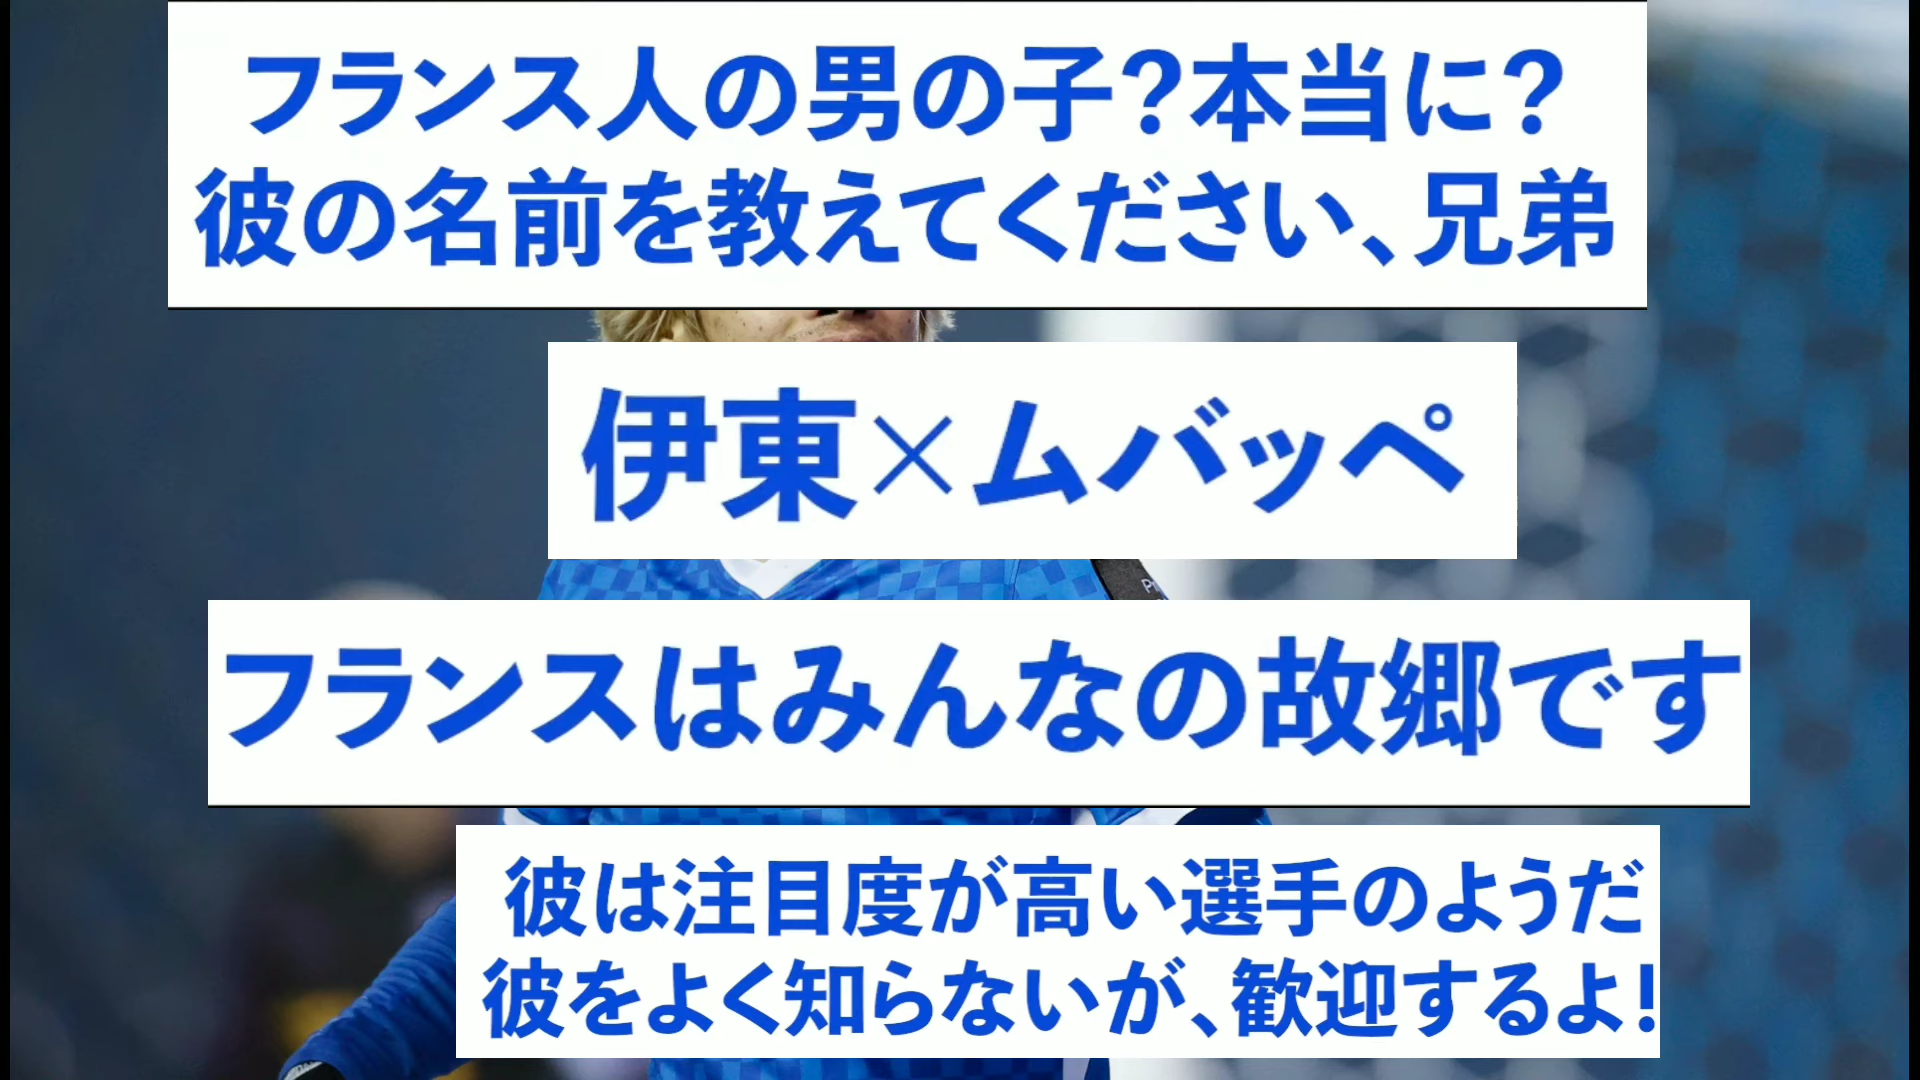 フランス人の男の子？本当に？
彼の名前を教えてください、兄弟
伊東×ムバッペ
フランスはみんなの故郷です
彼は注目度が高い選手のようだ
彼をよく知らないが、歓迎するよ！